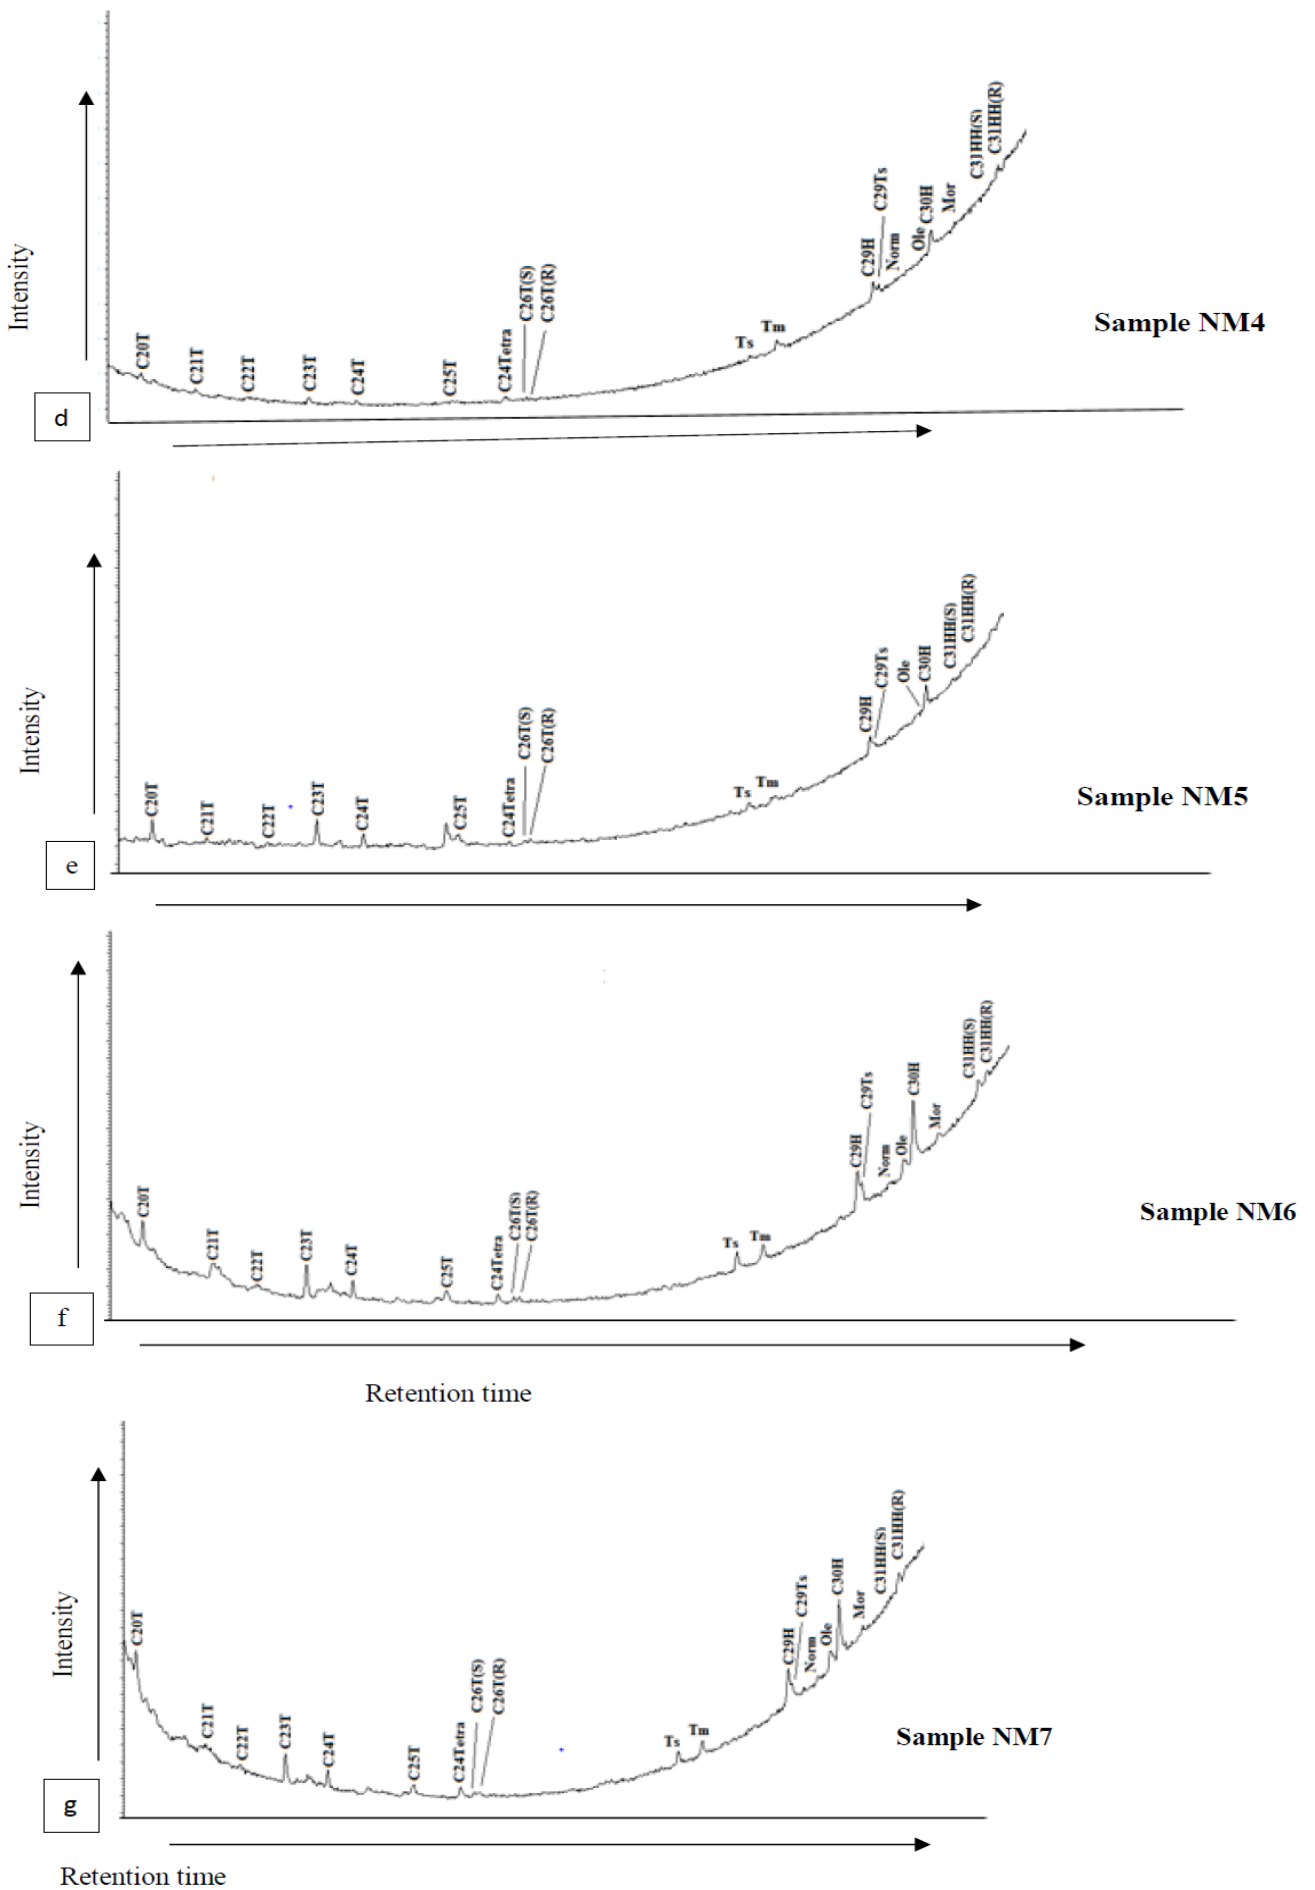 Intensity
C20T
C21T
C22T
C23T
C24T
C25T
C24Tetra
C26T(S)
C26T(R)
Ts
Tm
C29H
C29Ts
Norm
Ole
C30H
Mor
C31HH(S)
C31HH(R)
Sample NM4
d
Intensity
C20T
C21T
C22T
C23T
C24T
C25T
C24Tetra
C26T(S)
C26T(R)
Ts
Tm
C29H
C29Ts
Ole
C30H
C31HH(S)
C31HH(R)
Sample NM5
e
Intensity
C20T
C21T
C22T
C23T
C24T
C25T
C24Tetra
C26T(S)
C26T(R)
Ts
Tm
C29H
C29Ts
Norm
Ole
C30H
Mor
C31HH(S)
C31HH(R)
Sample NM6
f
Retention time
Intensity
C20T
C21T
C22T
C23T
C24T
C25T
C24Tetra
C26T(S)
C26T(R)
Ts
Tm
C29H
C29Ts
Norm
Ole
C30H
Mor
C31HH(S)
C31HH(R)
Sample NM7
g
Retention time